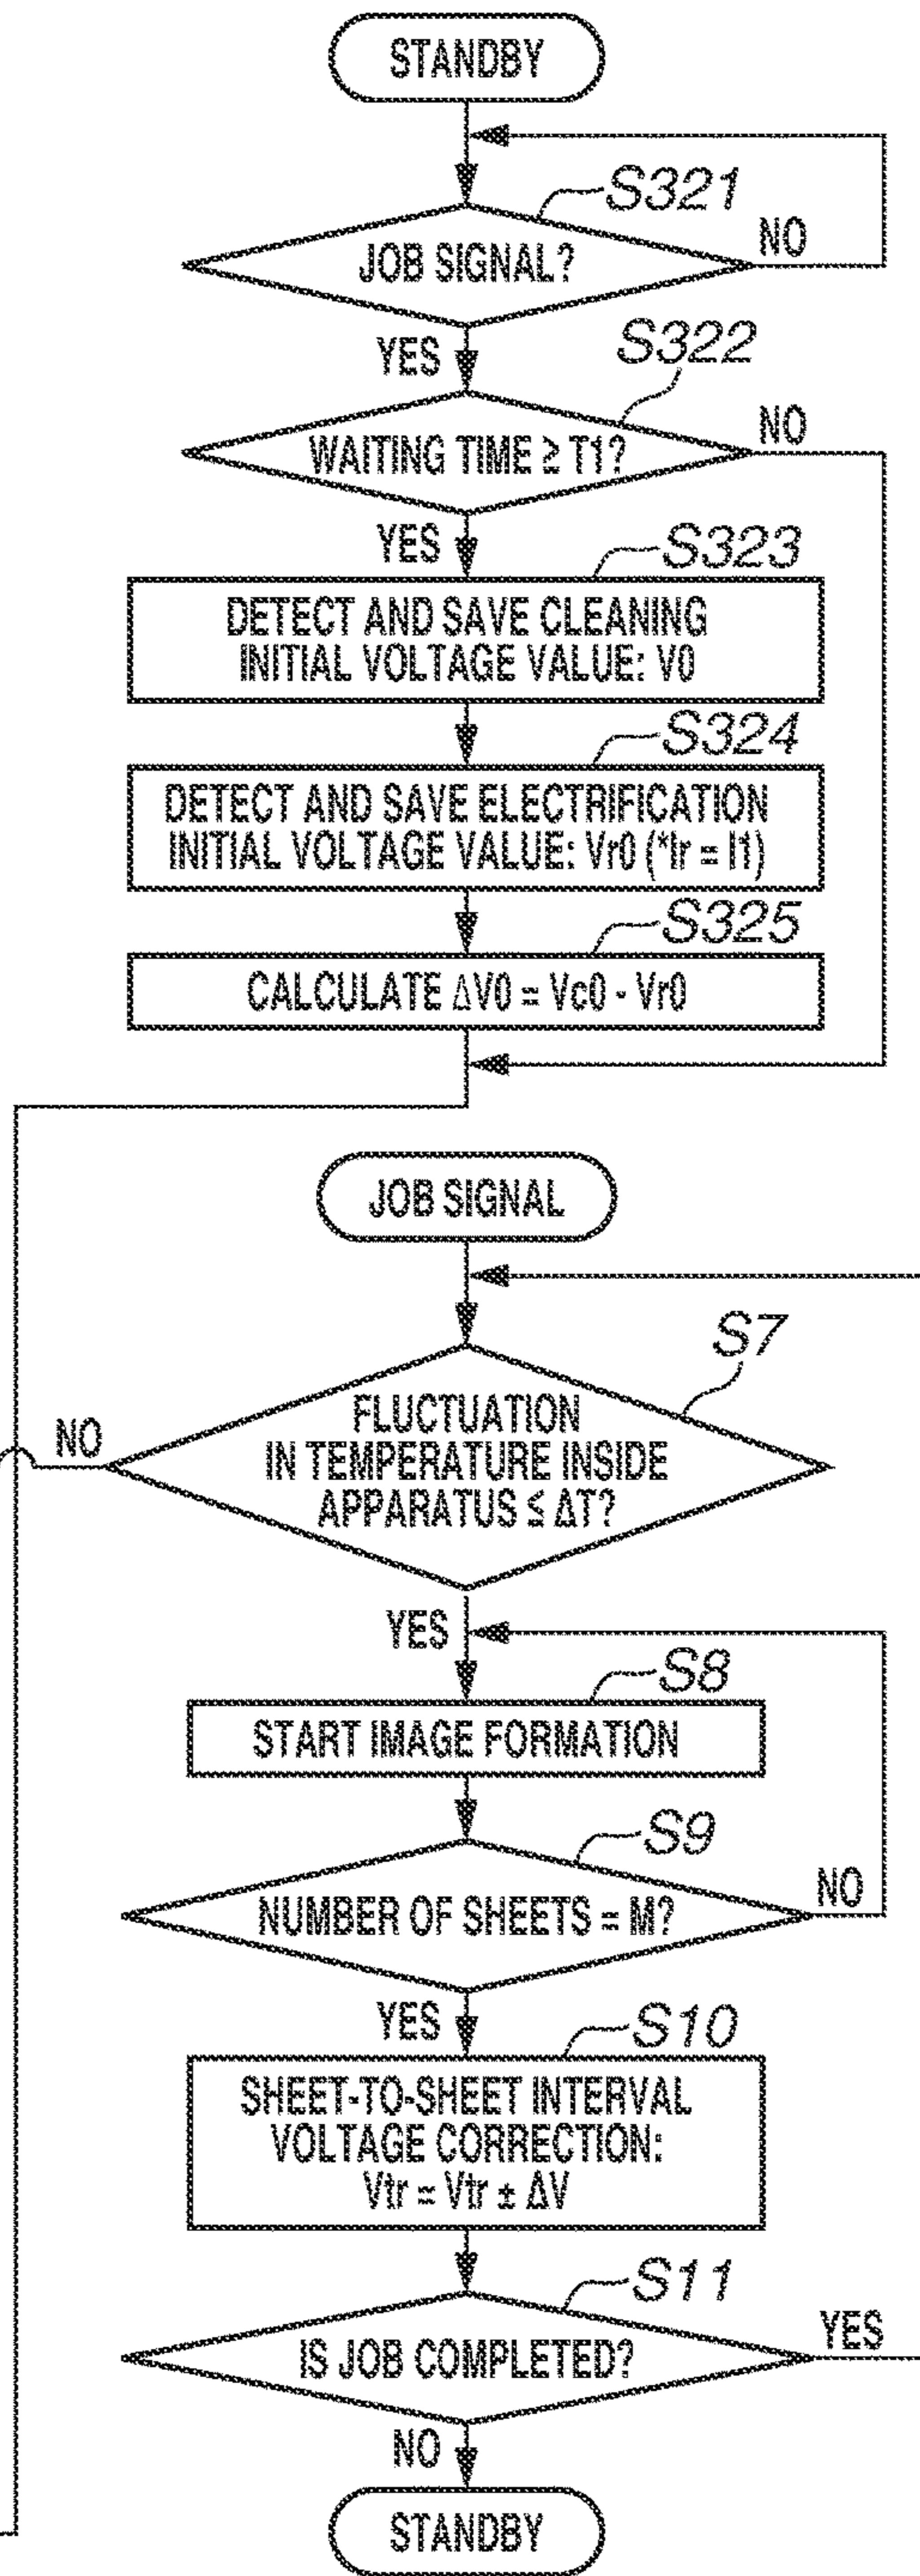 STANDBY
S321
JOB SIGNAL?
NO
YES
S322
WAITING TIME ≥ T1?
NO
YES
S323
DETECT AND SAVE CLEANING
INITIAL VOLTAGE VALUE: V0
S324
DETECT AND SAVE ELECTRIFICATION
INITIAL VOLTAGE VALUE: Vr0 (*Ir = I1)
S325
CALCULATE ΔV0 = Vc0 - Vr0
JOB SIGNAL
S7
FLUCTUATION
IN TEMPERATURE INSIDE
APPARATUS ≤ ΔT?
NO
YES
S8
START IMAGE FORMATION
S9
NUMBER OF SHEETS = M?
NO
YES
S10
SHEET-TO-SHEET INTERVAL
VOLTAGE CORRECTION:
Vtr = Vtr ± ΔV
S11
IS JOB COMPLETED?
YES
NO
STANDBY